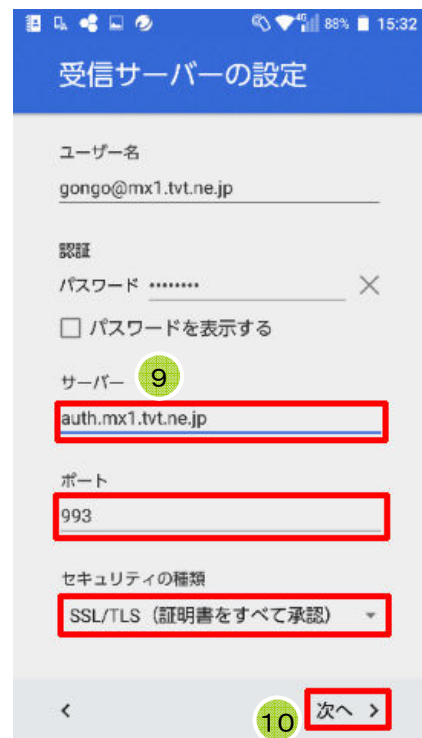 88% 15:32
受信サーバーの設定
ユーザー名
gongo@mx1.tvt.ne.jp
認証
パスワード ········
パスワードを表示する
サーバー 9
auth.mx1.tvt.ne.jp
ポート
993
セキュリティの種類
SSL/TLS（証明書をすべて承認）
10 次へ